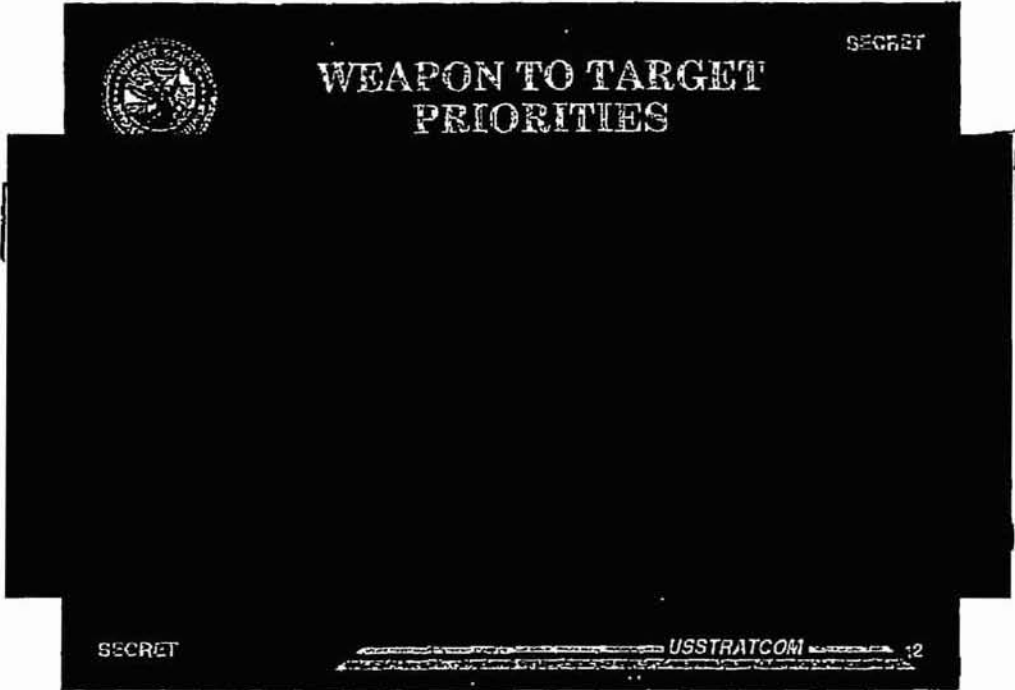 SECRET
WEAPON TO TARGET
PRIORITIES
SECRET
USSTRATCOM
12